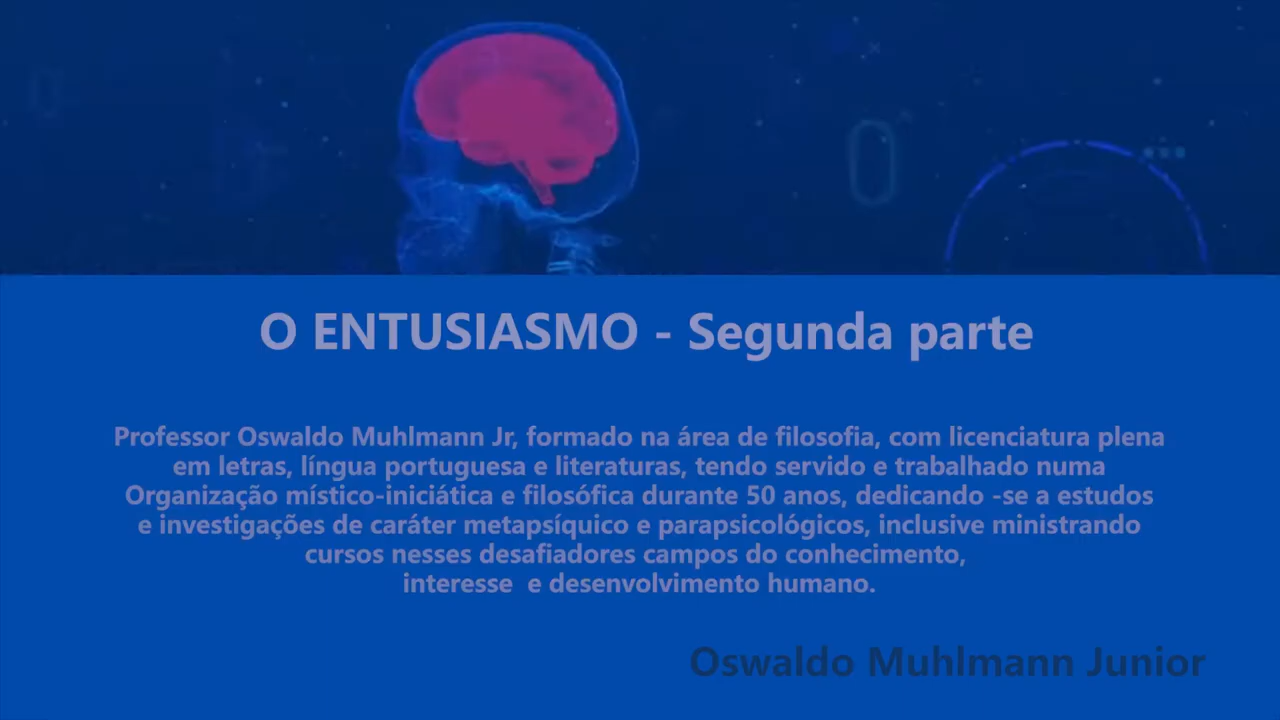 O ENTUSIASMO - Segunda parte
Professor Oswaldo Muhlmann Jr, formado na área de filosofia, com licenciatura plena
em letras, língua portuguesa e literaturas, tendo servido e trabalhado numa
Organização místico-iniciática e filosófica durante 50 anos, dedicando -se a estudos
e investigações de caráter metapsíquico e parapsicológicos, inclusive ministrando
cursos nesses desafiadores campos do conhecimento,
interesse  e desenvolvimento humano.
Oswaldo Muhlmann Junior